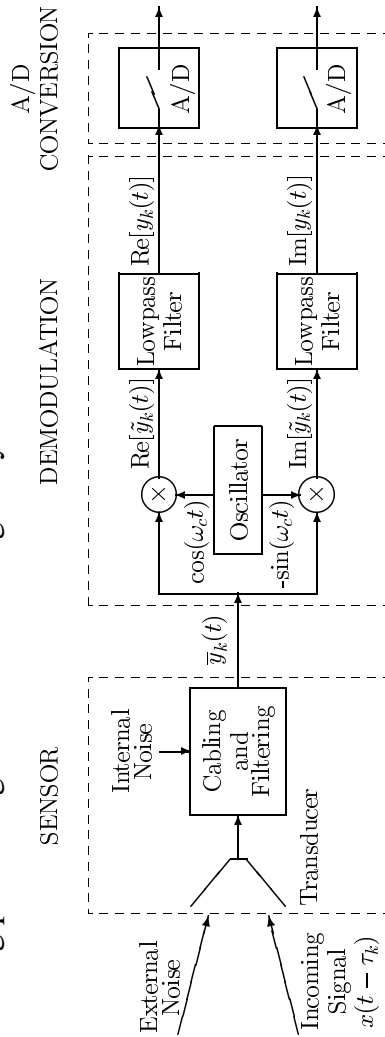 SENSOR
DEMODULATION
A/D
CONVERSION
External
Noise
Incoming
Signal
x(t − τ_k)
Transducer
Internal
Noise
Cabling
and
Filtering
ȳ_k(t)
cos(ω_c t)
-sin(ω_c t)
Oscillator
×
×
Re[ỹ_k(t)]
Im[ỹ_k(t)]
Lowpass
Filter
Lowpass
Filter
Re[y_k(t)]
Im[y_k(t)]
A/D
A/D